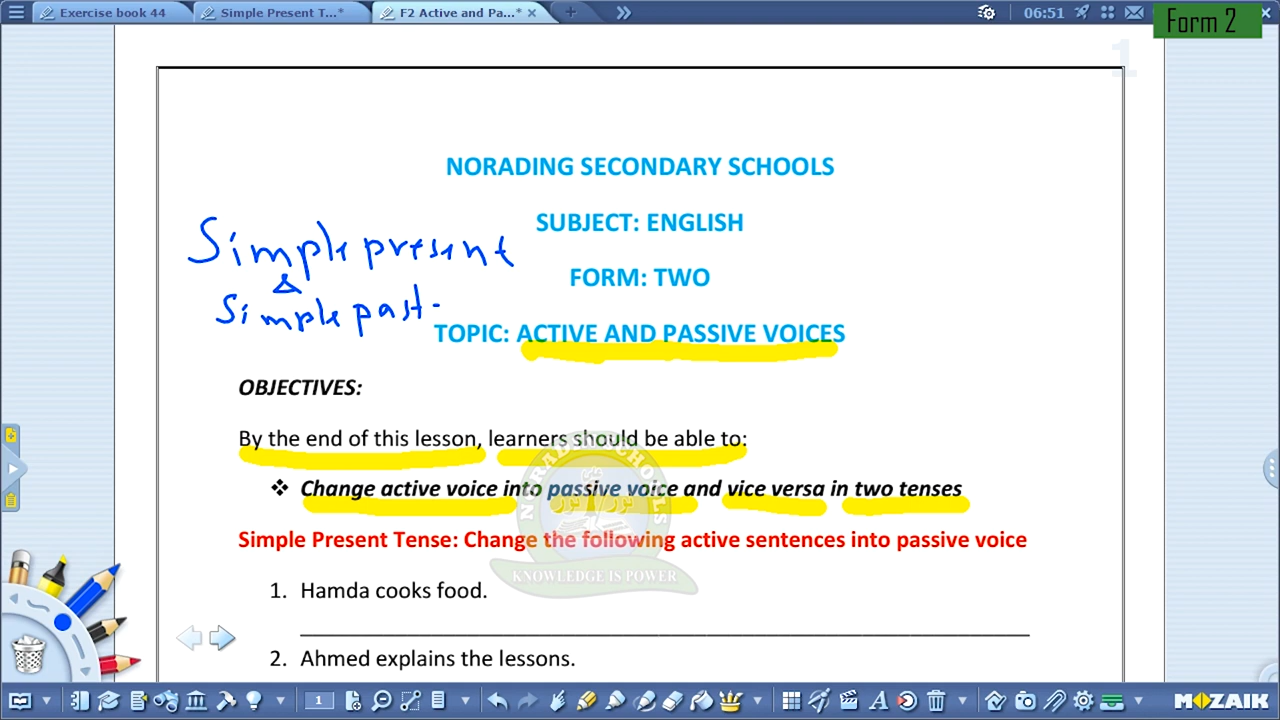 Exercise book 44
Simple Present T...*
F2 Active and Pa...*
06:51
Form 2
1
NORADING SECONDARY SCHOOLS
SUBJECT: ENGLISH
Simple present
&
Simple past
FORM: TWO
TOPIC: ACTIVE AND PASSIVE VOICES
OBJECTIVES:
By the end of this lesson, learners should be able to:
❖ Change active voice into passive voice and vice versa in two tenses
Simple Present Tense: Change the following active sentences into passive voice
NORADING SCHOOLS
KNOWLEDGE IS POWER
1. Hamda cooks food.
2. Ahmed explains the lessons.
1
MOZAIK